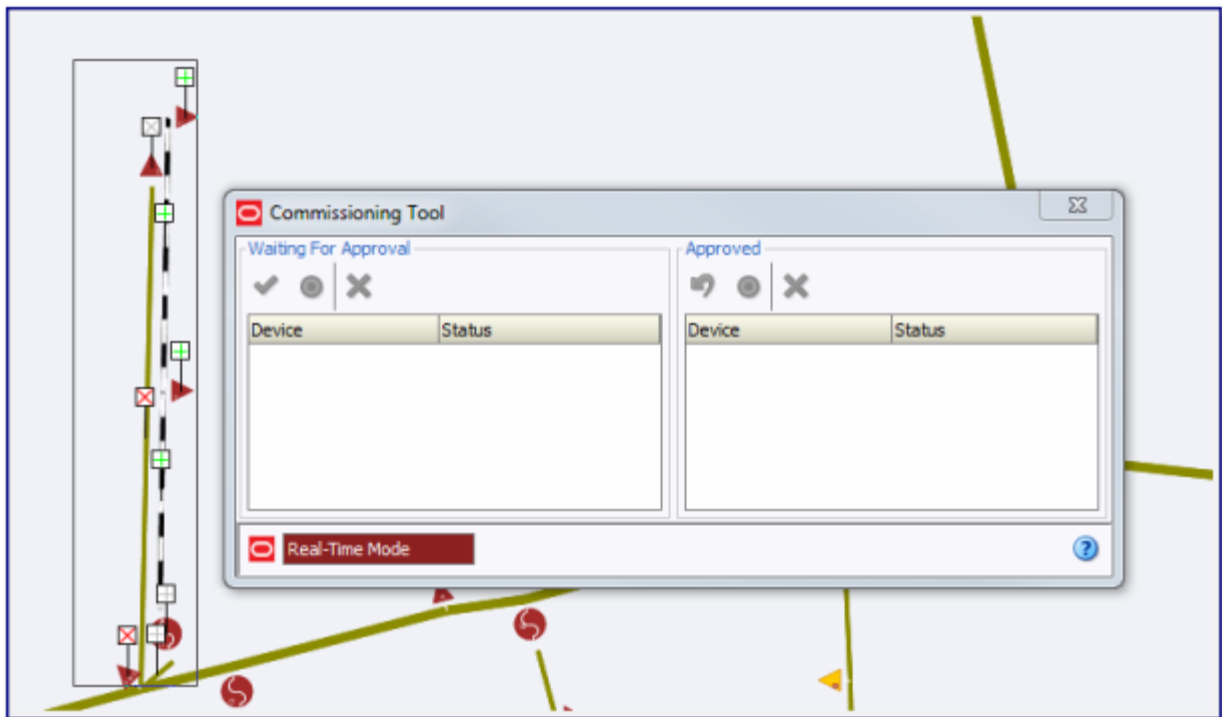 Commissioning Tool
Waiting For Approval
Approved
Device Status
Device Status
Real-Time Mode
?